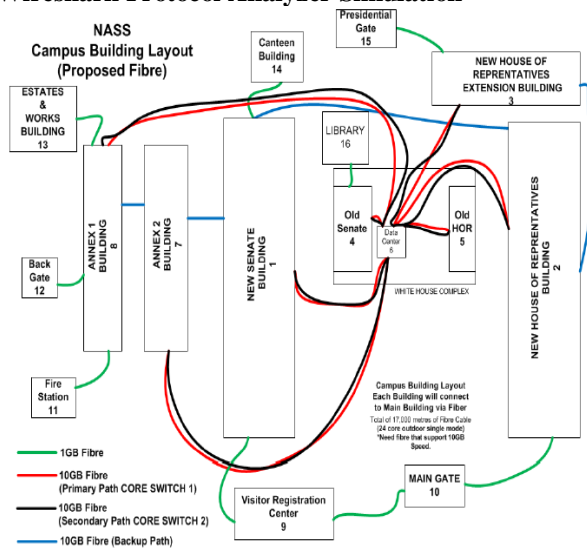 Wireshark Protocol Analyzer Simulation
NASS
Campus Building Layout
(Proposed Fibre)
Canteen
Building
14
Presidential
Gate
15
NEW HOUSE OF
REPRENTATIVES
EXTENSION BUILDING
3
ESTATES
&
WORKS
BUILDING
13
LIBRARY
16
ANNEX 1
BUILDING
8
ANNEX 2
BUILDING
7
NEW SENATE
BUILDING
1
Old
Senate
4
Data
Center
6
Old
HOR
5
NEW HOUSE OF REPRENTATIVES
BUILDING
2
Back
Gate
12
WHITE HOUSE COMPLEX
Fire
Station
11
Campus Building Layout
Each Building will connect
to Main Building via Fiber
Total of 17,000 metres of Fibre Cable
(24 core outdoor single mode)
*Need fibre that support 10GB
Speed.
1GB Fibre
10GB Fibre
(Primary Path CORE SWITCH 1)
10GB Fibre
(Secondary Path CORE SWITCH 2)
10GB Fibre (Backup Path)
Visitor Registration
Center
9
MAIN GATE
10